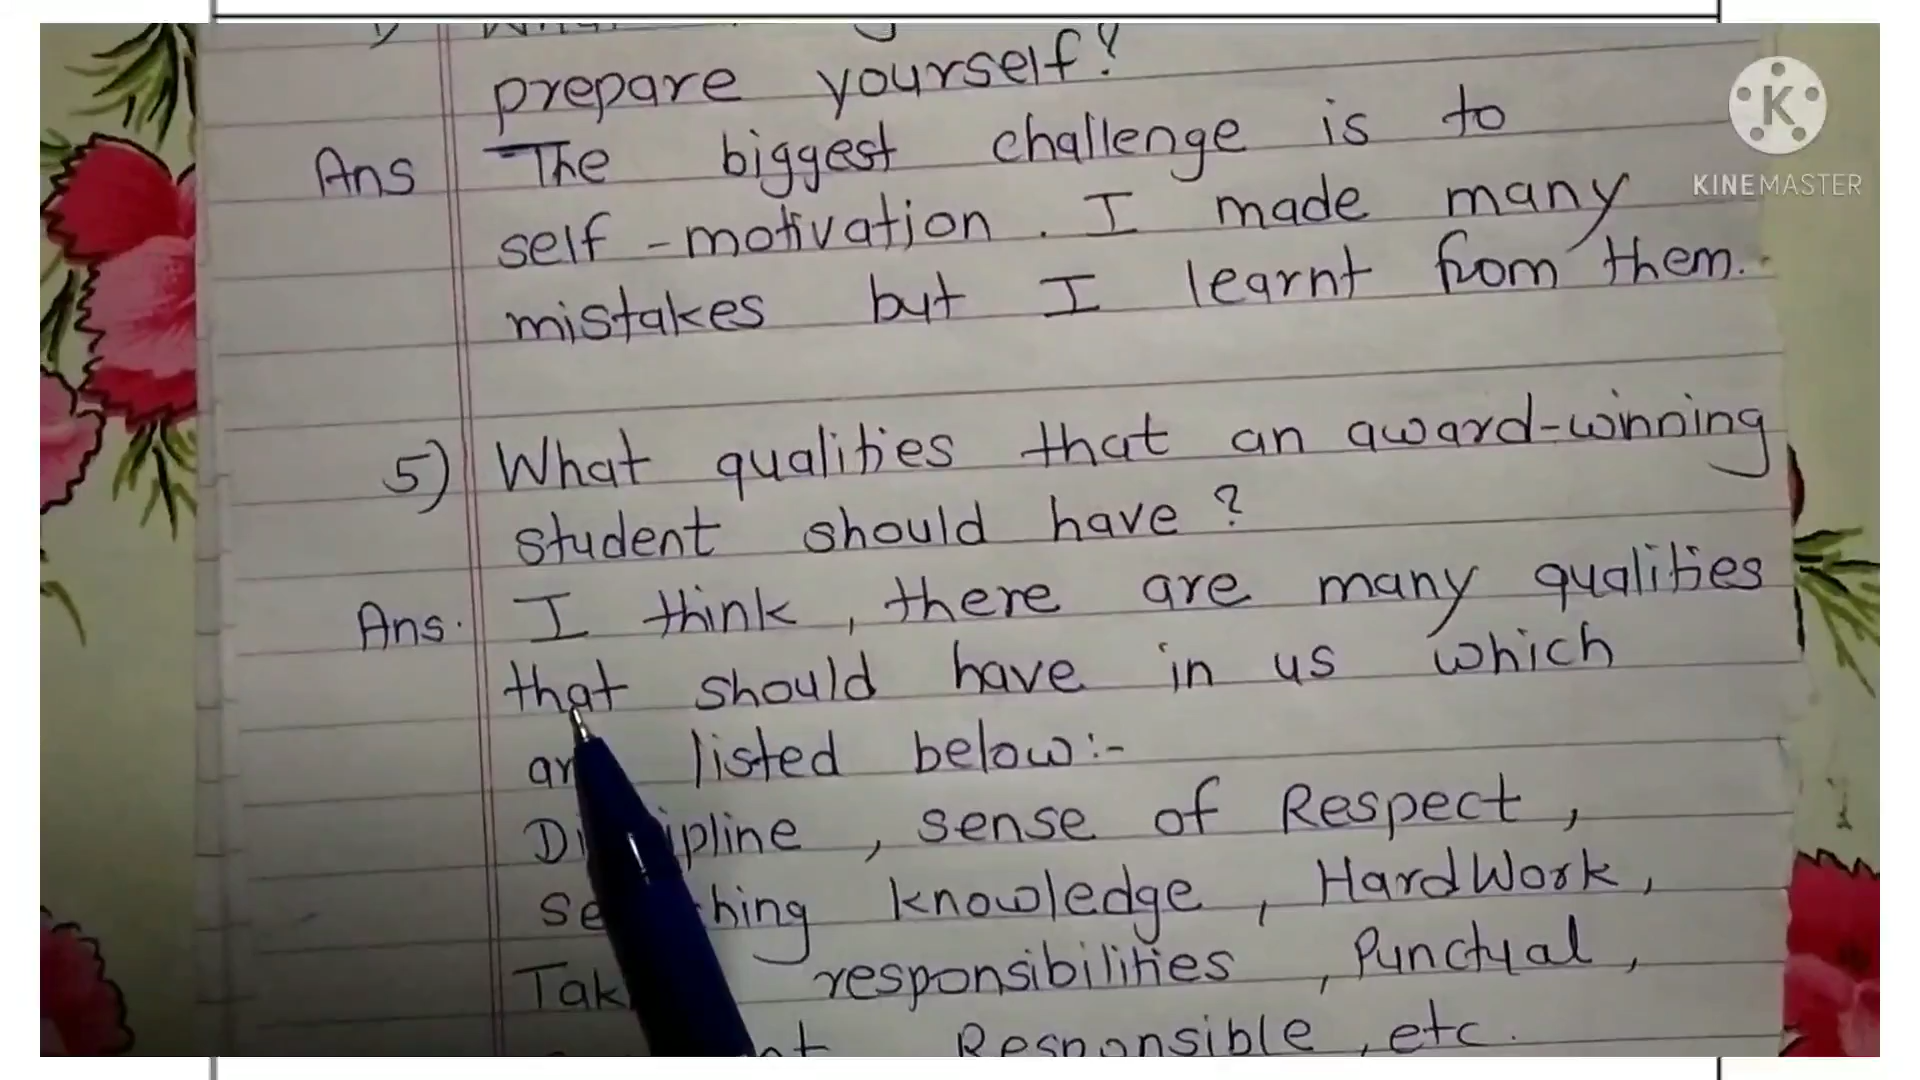 prepare yourself?
Ans The biggest challenge is to
self-motivation. I made many
mistakes but I learnt from them.
5) What qualities that an award-winning
student should have?
Ans. I think, there are many qualities
that should have in us which
listed below:-
sense of Respect,
knowledge, HardWork,
responsibilities, Punctual,
Responsible, etc.
KINEMASTER